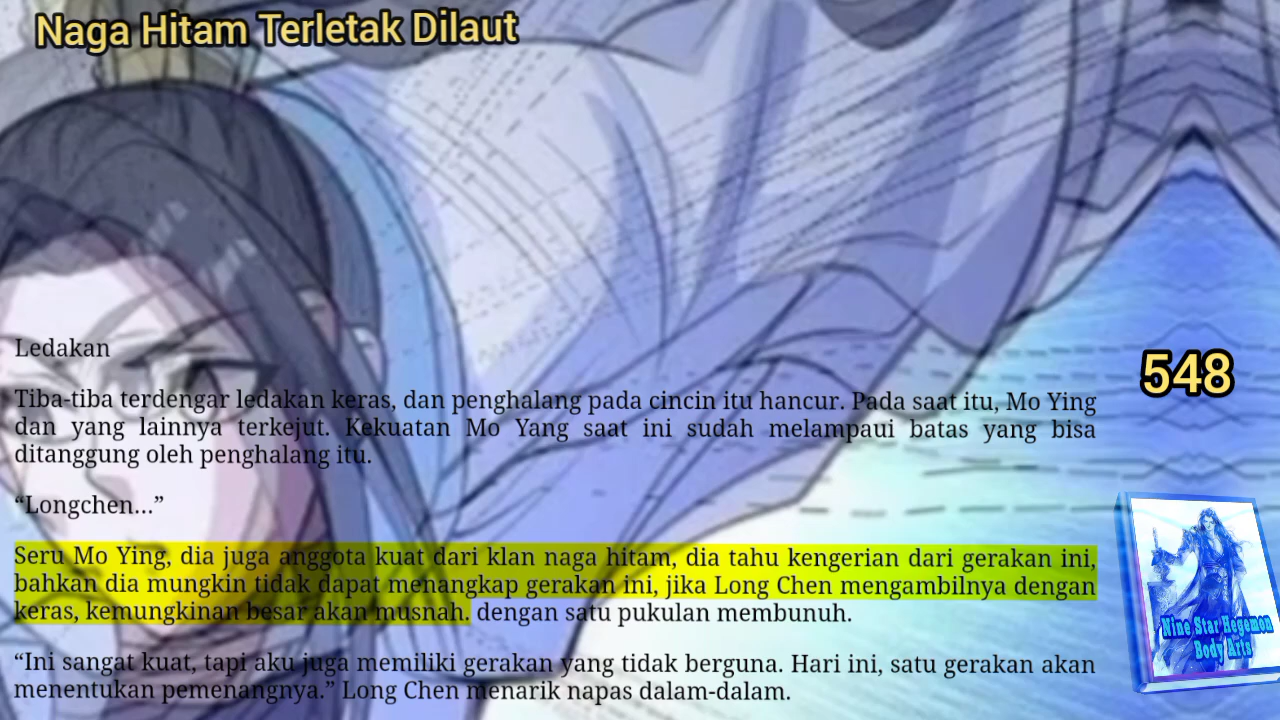 Naga Hitam Terletak Dilaut
Ledakan
Tiba-tiba terdengar ledakan keras, dan penghalang pada cincin itu hancur. Pada saat itu, Mo Ying
dan yang lainnya terkejut. Kekuatan Mo Yang saat ini sudah melampaui batas yang bisa
ditanggung oleh penghalang itu.
“Longchen…”
Seru Mo Ying, dia juga anggota kuat dari klan naga hitam, dia tahu kengerian dari gerakan ini,
bahkan dia mungkin tidak dapat menangkap gerakan ini, jika Long Chen mengambilnya dengan
keras, kemungkinan besar akan musnah. dengan satu pukulan membunuh.
“Ini sangat kuat, tapi aku juga memiliki gerakan yang tidak berguna. Hari ini, satu gerakan akan
menentukan pemenangnya.” Long Chen menarik napas dalam-dalam.
548
Nine Star Hegemon
Body Arts